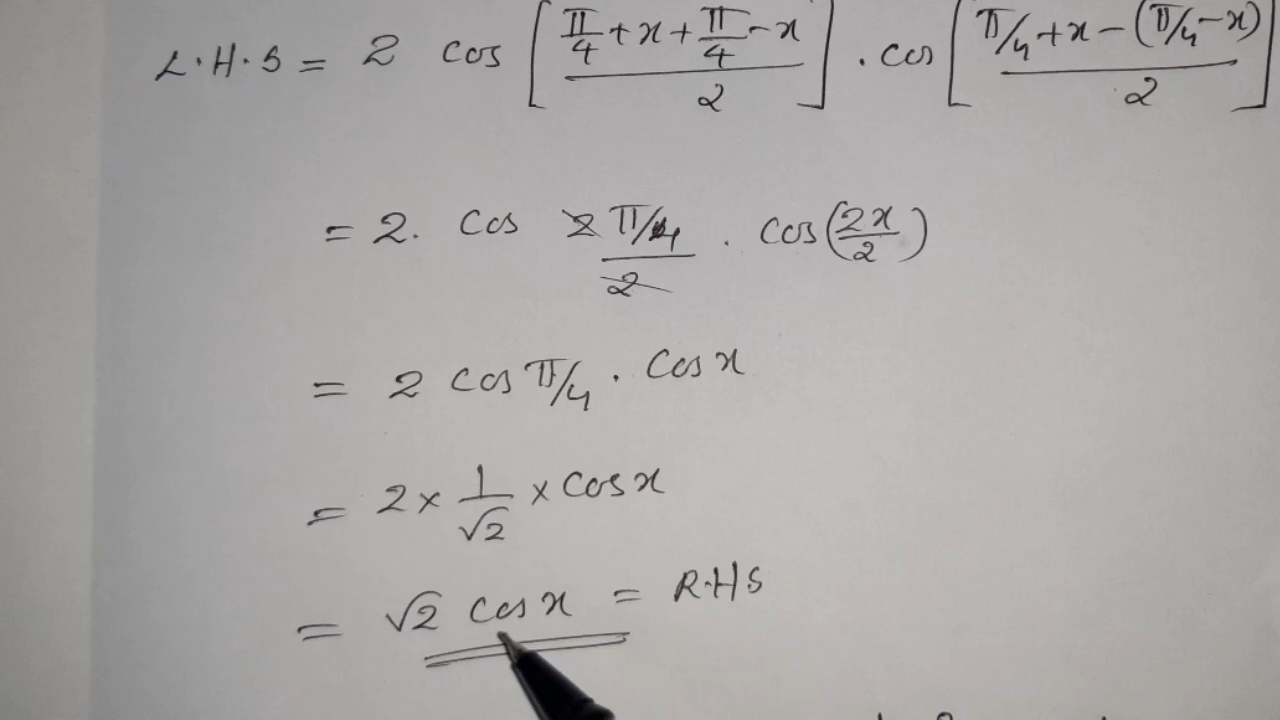 L.H.S = 2 cos [ (π/4 + x + π/4 - x) / 2 ] . cos [ (π/4 + x - (π/4 - x)) / 2 ]
= 2. cos 2 π/4 / 2 . cos (2x/2)
= 2 cos π/4 . cos x
= 2 × 1/√2 × cos x
= √2 cos x = R.H S